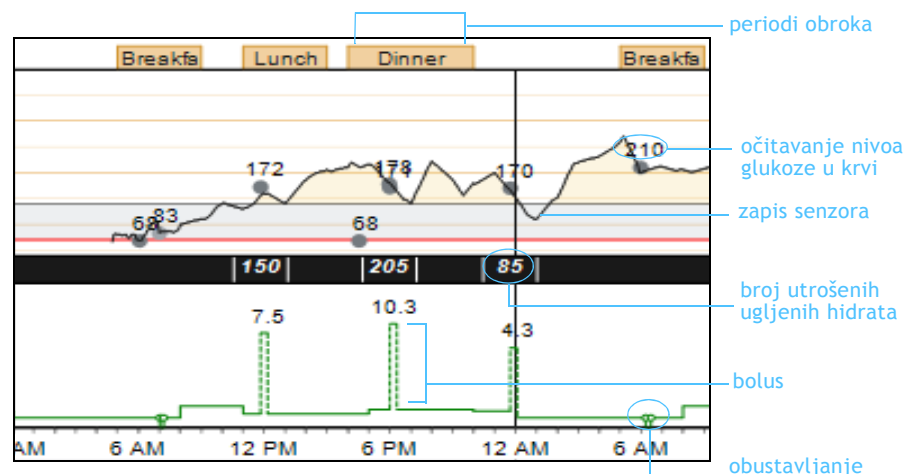 periodi obroka
Breakfa Lunch Dinner Breakfa
očitavanje nivoa
glukoze u krvi
172 170 210
zapis senzora
68 83 68
150 205 85
broj utrošenih
ugljenih hidrata
7.5 10.3 4.3
bolus
AM 6 AM 12 PM 6 PM 12 AM 6 AM
obustavljanje